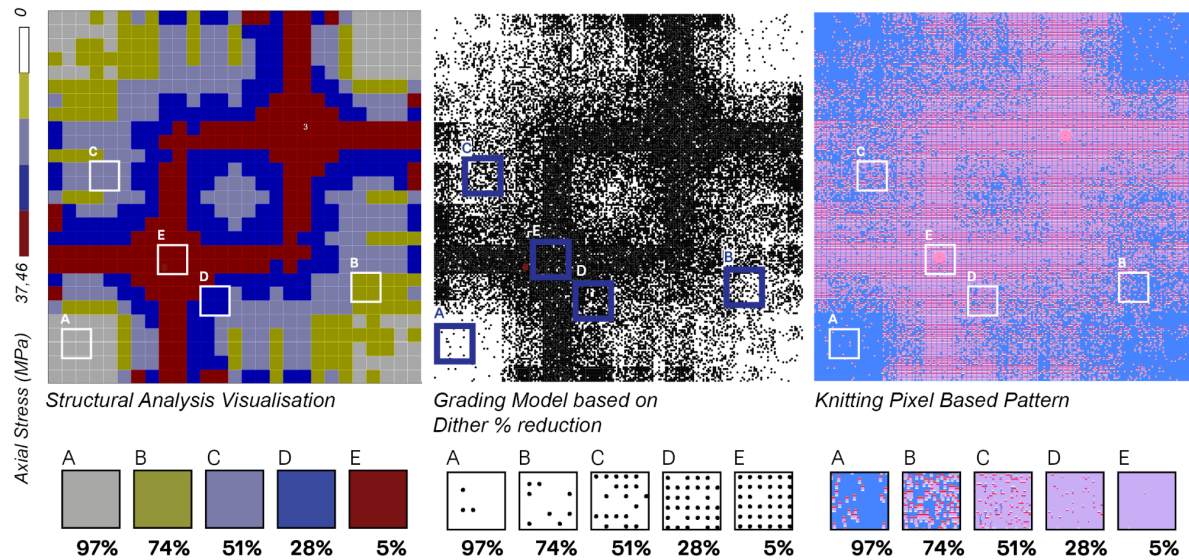 0
37,46
Axial Stress (MPa)
3
C
E
B
D
A
C
E
D
B
A
C
E
B
D
A
Structural Analysis Visualisation
Grading Model based on
Dither % reduction
Knitting Pixel Based Pattern
A B C D E
97% 74% 51% 28% 5%
A B C D E
97% 74% 51% 28% 5%
A B C D E
97% 74% 51% 28% 5%